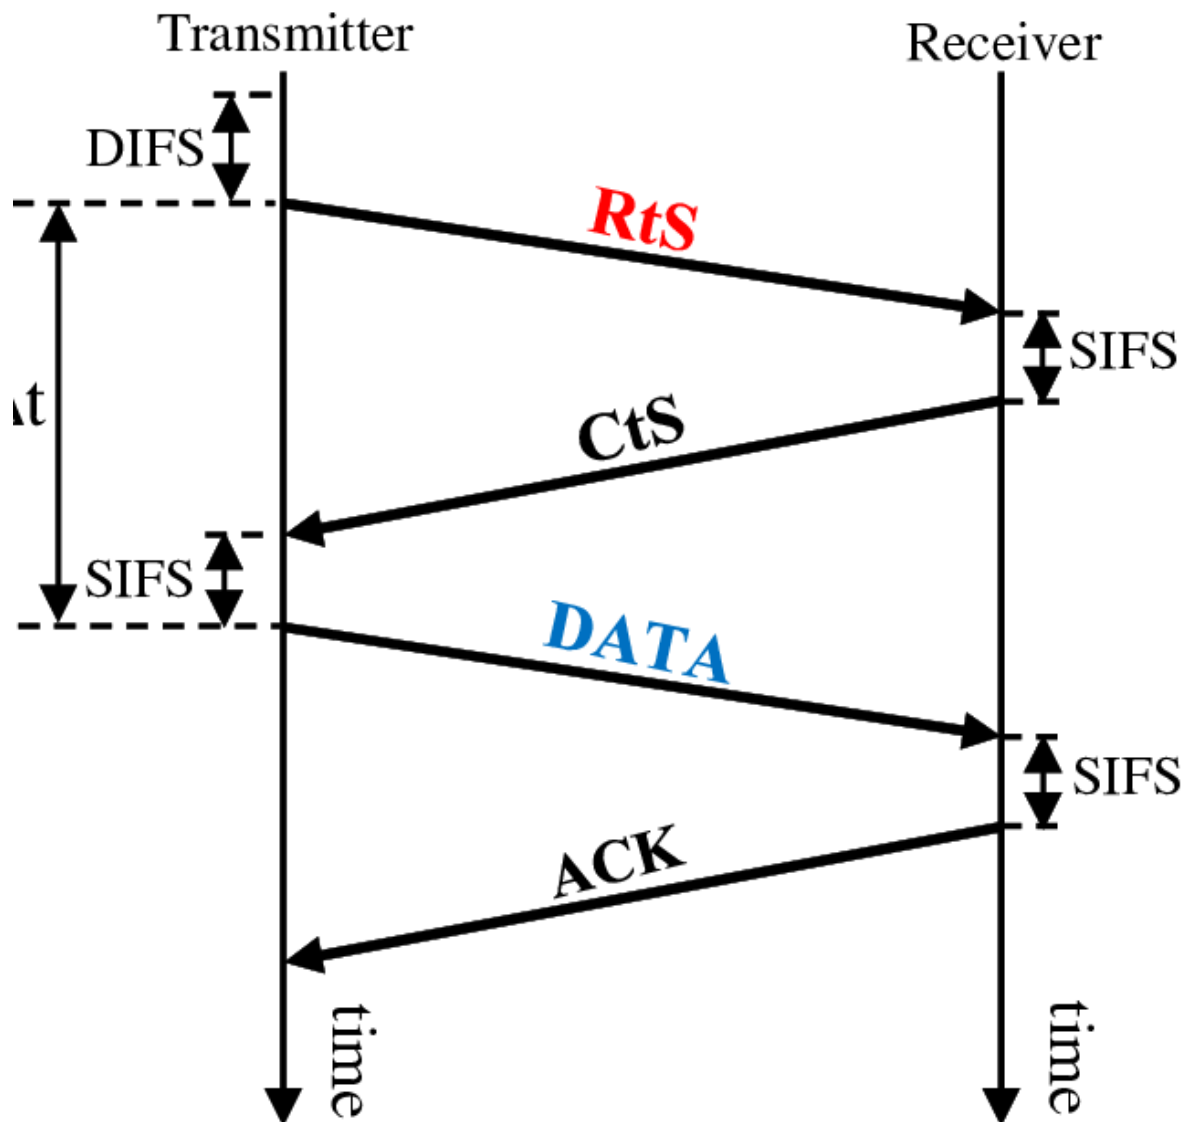 Transmitter
Receiver
DIFS
RtS
SIFS
CtS
SIFS
DATA
SIFS
ACK
time
time